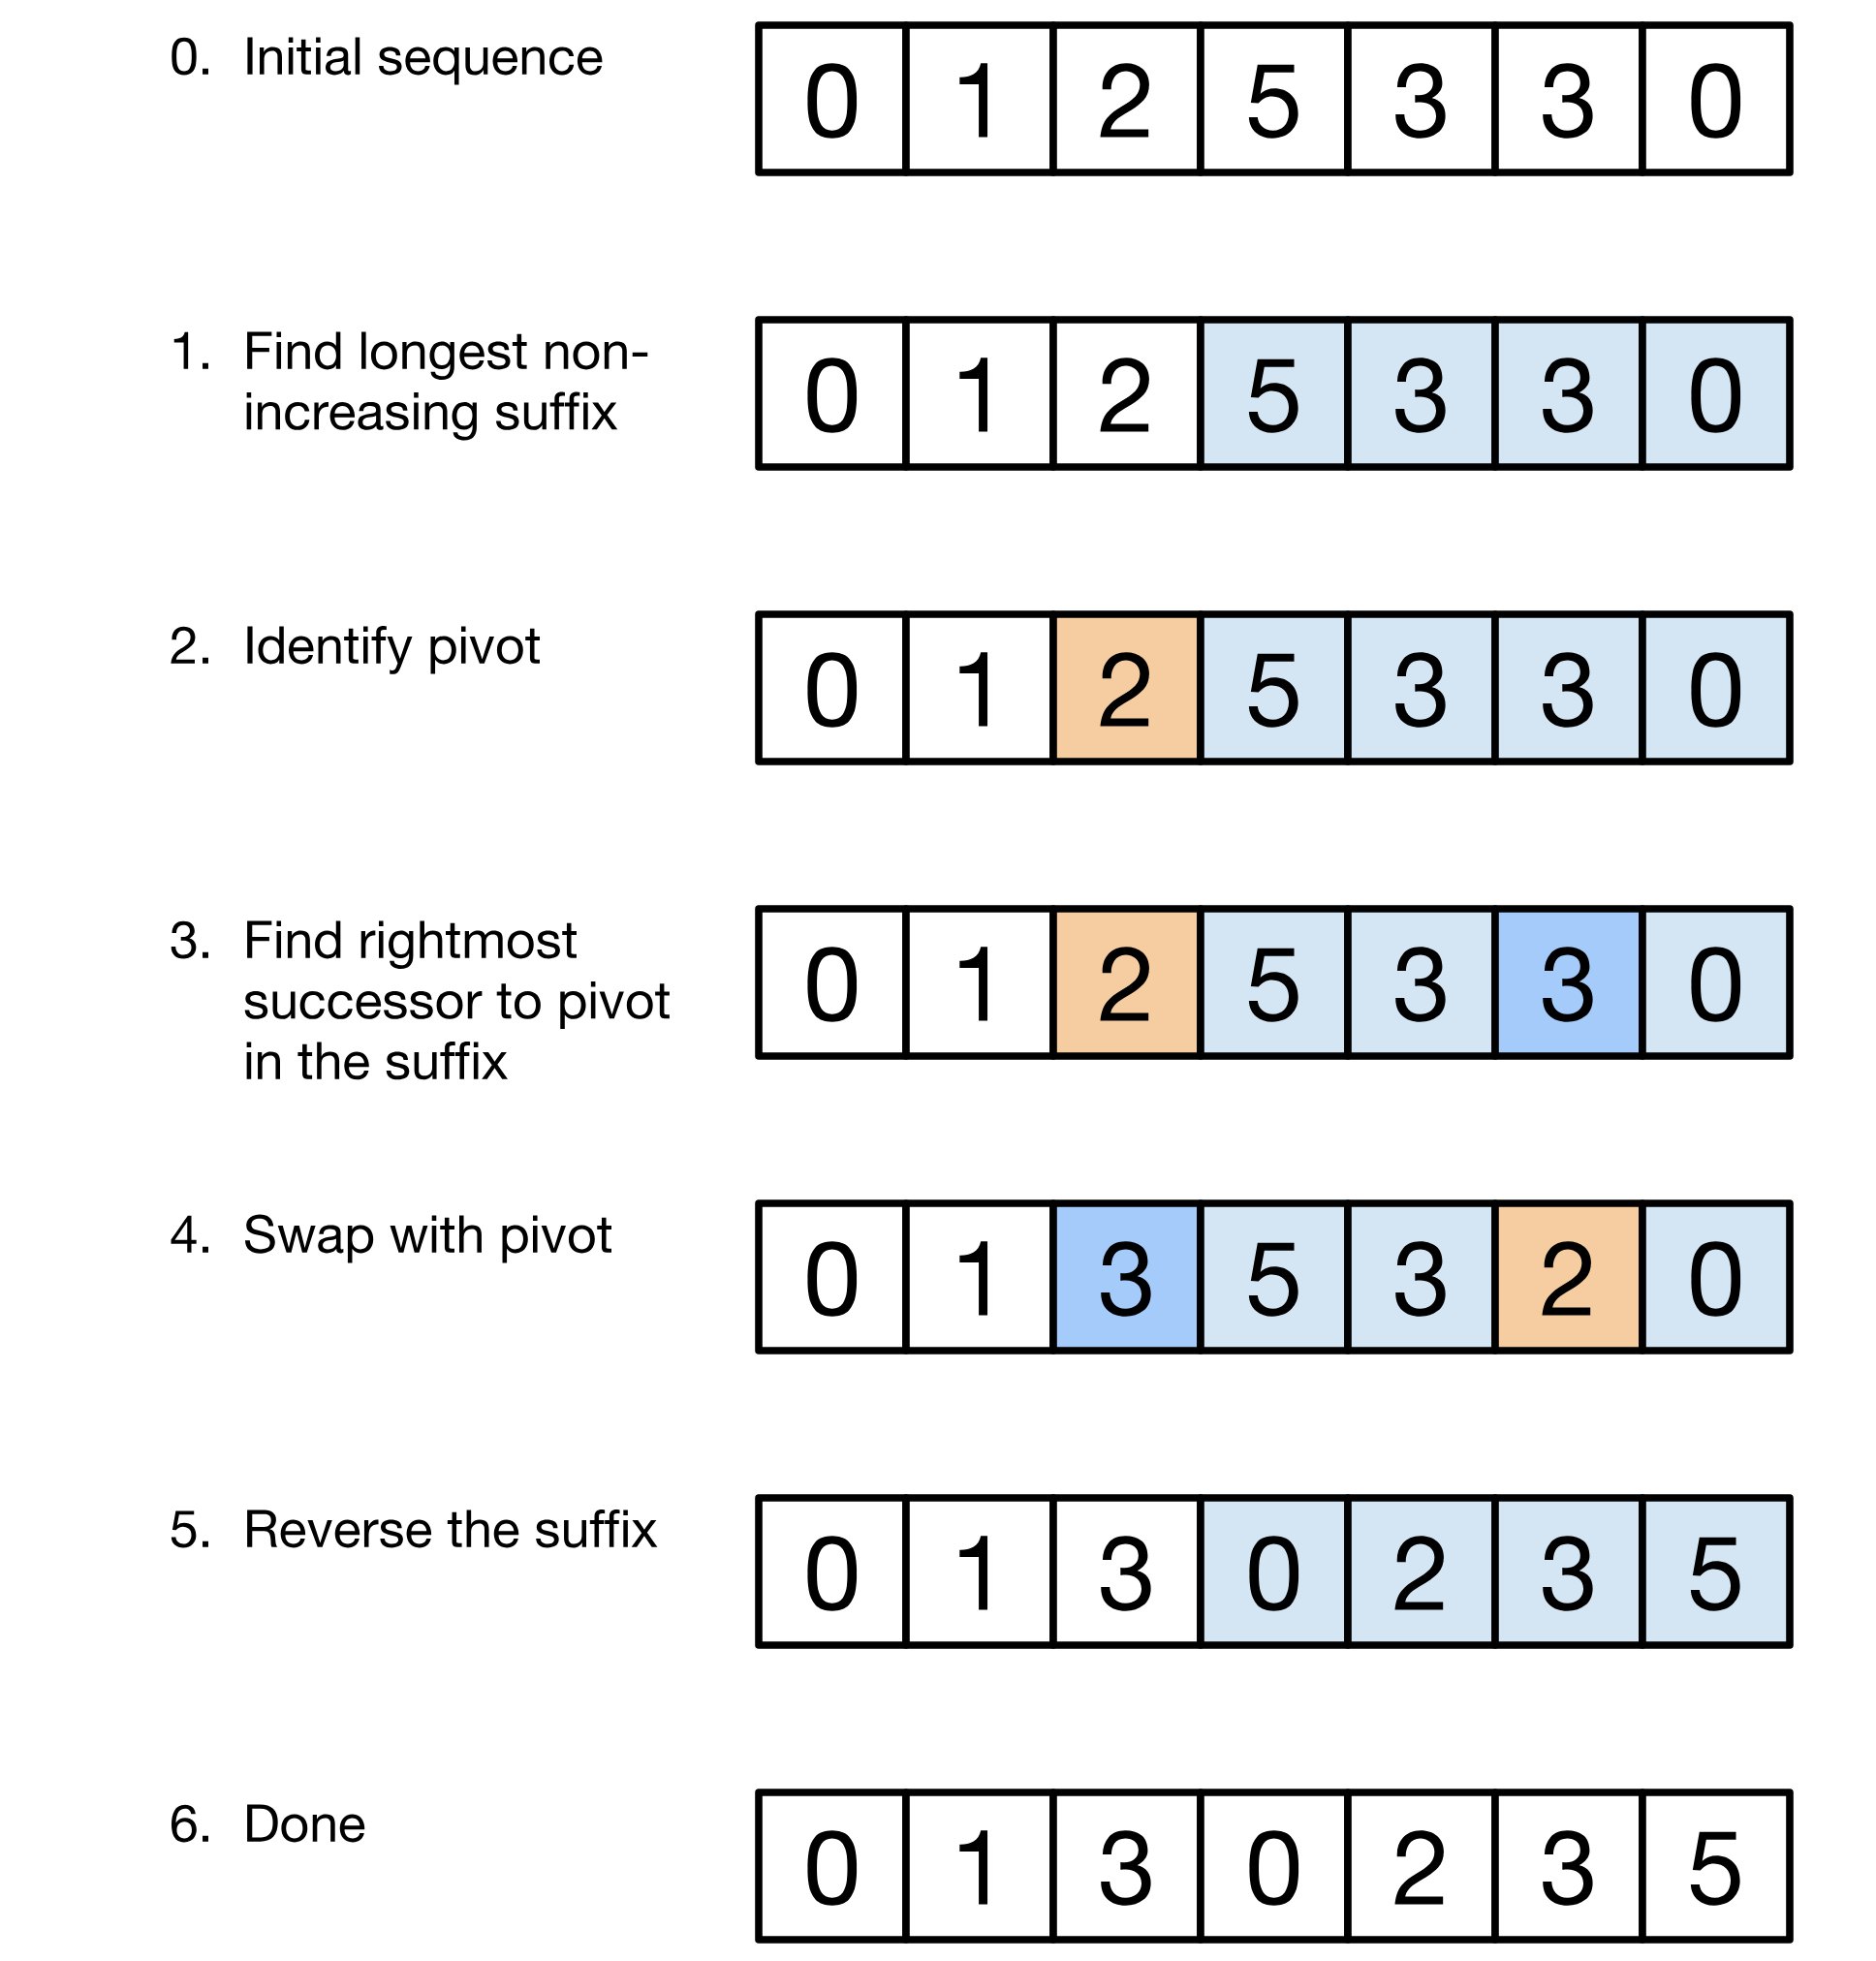 0. Initial sequence 0 1 2 5 3 3 0
1. Find longest non- 0 1 2 5 3 3 0
increasing suffix
2. Identify pivot 0 1 2 5 3 3 0
3. Find rightmost 0 1 2 5 3 3 0
successor to pivot
in the suffix
4. Swap with pivot 0 1 3 5 3 2 0
5. Reverse the suffix 0 1 3 0 2 3 5
6. Done 0 1 3 0 2 3 5